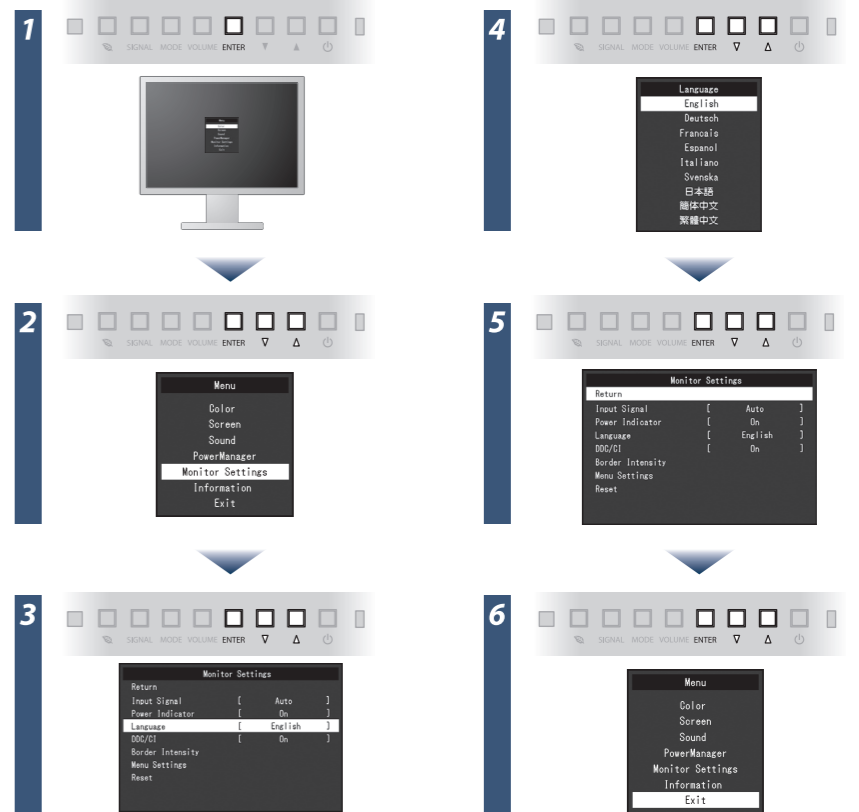 1
SIGNAL MODE VOLUME ENTER
2
SIGNAL MODE VOLUME ENTER
Menu
Color
Screen
Sound
PowerManager
Monitor Settings
Information
Exit
3
SIGNAL MODE VOLUME ENTER
Monitor Settings
Return
Input Signal [ Auto ]
Power Indicator [ On ]
Language [ English ]
DDC/CI [ On ]
Border Intensity
Menu Settings
Reset
4
SIGNAL MODE VOLUME ENTER
Language
English
Deutsch
Francais
Espanol
Italiano
Svenska
日本語
簡体中文
繁體中文
5
SIGNAL MODE VOLUME ENTER
Monitor Settings
Return
Input Signal [ Auto ]
Power Indicator [ On ]
Language [ English ]
DDC/CI [ On ]
Border Intensity
Menu Settings
Reset
6
SIGNAL MODE VOLUME ENTER
Menu
Color
Screen
Sound
PowerManager
Monitor Settings
Information
Exit